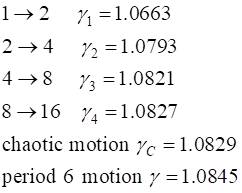 1→2 γ₁ =1.0663
2→4 γ₂ =1.0793
4→8 γ₃ =1.0821
8→16 γ₄ =1.0827
chaotic motion γ_C =1.0829
period 6 motion γ =1.0845